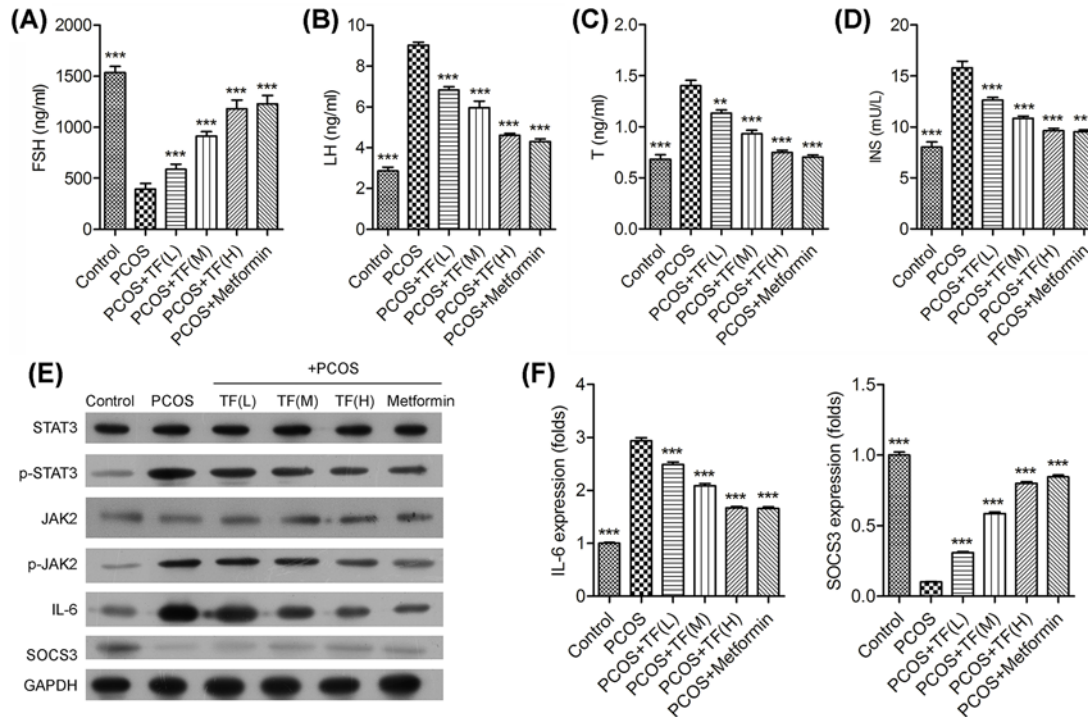 (A)
FSH (ng/ml)
2000
1500
1000
500
0
***
***
***
***
***
Control
PCOS
PCOS+TF(L)
PCOS+TF(M)
PCOS+TF(H)
PCOS+Metformin
(B)
LH (ng/ml)
10
8
6
4
2
0
***
***
***
***
***
Control
PCOS
PCOS+TF(L)
PCOS+TF(M)
PCOS+TF(H)
PCOS+Metformin
(C)
T (ng/ml)
2.0
1.5
1.0
0.5
0.0
***
**
***
***
***
Control
PCOS
PCOS+TF(L)
PCOS+TF(M)
PCOS+TF(H)
PCOS+Metformin
(D)
INS (mU/L)
20
15
10
5
0
***
**
***
***
***
Control
PCOS
PCOS+TF(L)
PCOS+TF(M)
PCOS+TF(H)
PCOS+Metformin
(E)
+PCOS
Control PCOS TF(L) TF(M) TF(H) Metformin
STAT3
p-STAT3
JAK2
p-JAK2
IL-6
SOCS3
GAPDH
(F)
IL-6 expression (folds)
4
3
2
1
0
***
***
***
***
***
Control
PCOS
PCOS+TF(L)
PCOS+TF(M)
PCOS+TF(H)
PCOS+Metformin
SOCS3 expression (folds)
1.5
1.0
0.5
0.0
***
***
***
***
***
Control
PCOS
PCOS+TF(L)
PCOS+TF(M)
PCOS+TF(H)
PCOS+Metformin